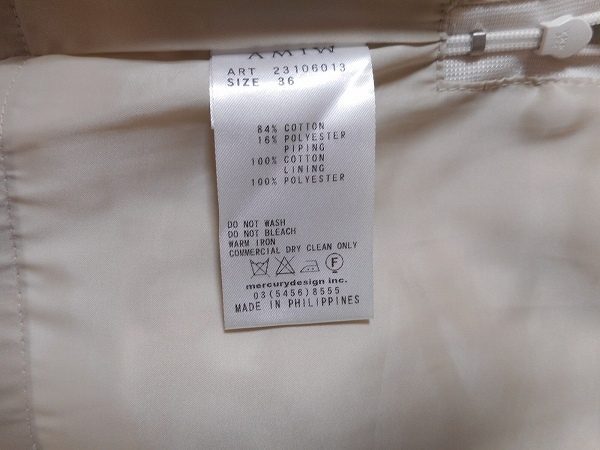 ART 23106013
SIZE 36
84% COTTON
16% POLYESTER
PIPING
100% COTTON
LINING
100% POLYESTER
DO NOT WASH
DO NOT BLEACH
WARM IRON
COMMERCIAL DRY CLEAN ONLY
F
mercurydesign inc.
03(5456)8555
MADE IN PHILIPPINES